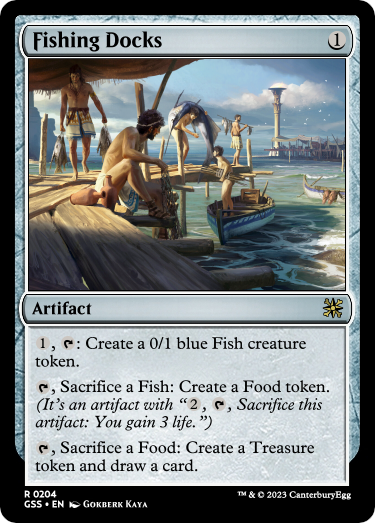 Fishing Docks 1
Artifact
1, T: Create a 0/1 blue Fish creature
token.
T, Sacrifice a Fish: Create a Food token.
(It's an artifact with “2, T, Sacrifice this
artifact: You gain 3 life.”)
T, Sacrifice a Food: Create a Treasure
token and draw a card.
R 0204
GSS • EN Gokberk Kaya
™ & © 2023 CanterburyEgg